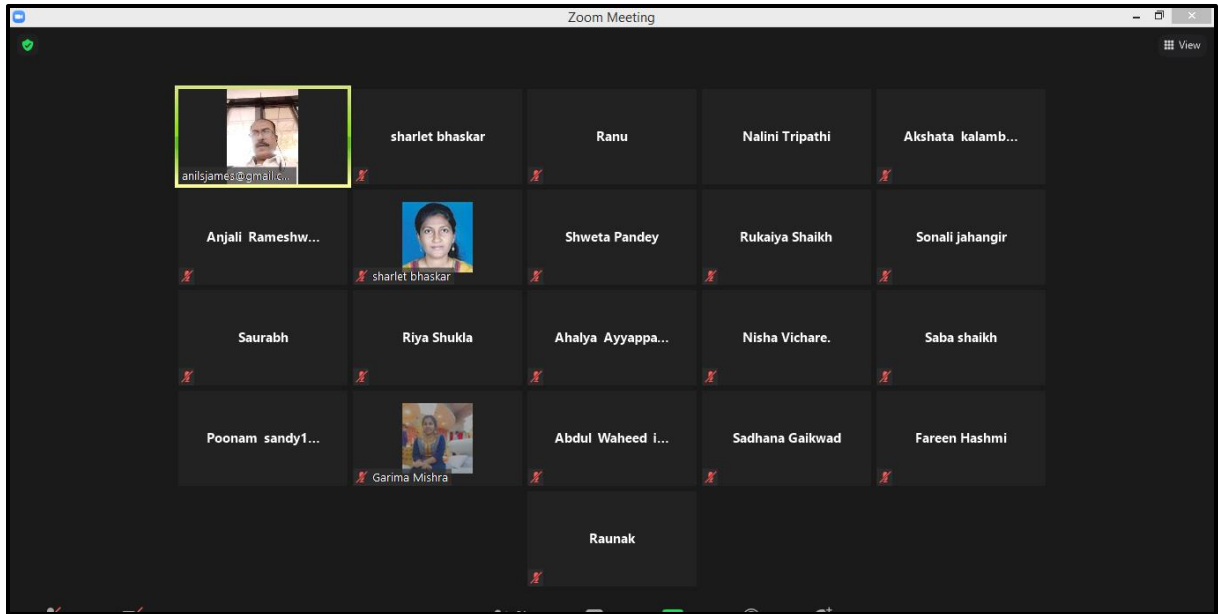 Zoom Meeting
View
anilsjames@gmail.c...
sharlet bhaskar
Ranu
Nalini Tripathi
Akshata kalamb...
Anjali Rameshw...
sharlet bhaskar
Shweta Pandey
Rukaiya Shaikh
Sonali jahangir
Saurabh
Riya Shukla
Ahalya Ayyappa...
Nisha Vichare.
Saba shaikh
Poonam sandy1...
Garima Mishra
Abdul Waheed i...
Sadhana Gaikwad
Fareen Hashmi
Raunak